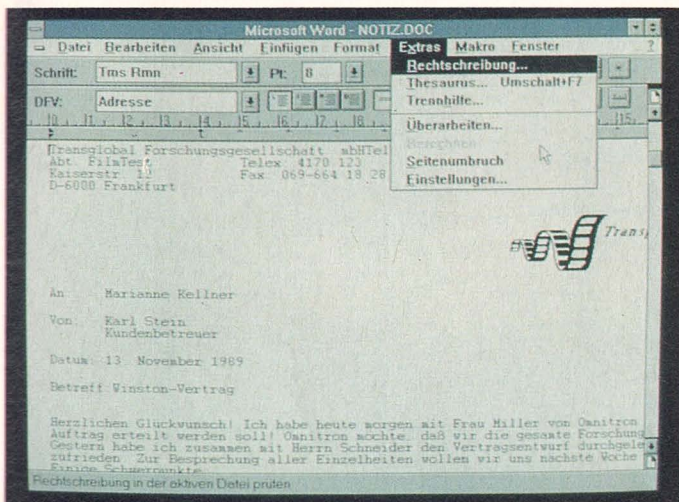 Microsoft Word - NOTIZ.DOC
Datei Bearbeiten Ansicht Einfügen Format Extras Makro Fenster ?
Schrift: Tms Rmn Pt: 8
DFV: Adresse
Rechtschreibung...
Thesaurus... Umschalt+F7
Trennhilfe...
Überarbeiten...
Berechnen
Seitenumbruch
Einstellungen...
Transglobal Forschungsgesellschaft mbHTel
Abt. FilmTest Telex 4170 123
Kaiserstr. Fax 069-664 18 28
D-6000 Frankfurt
Trans
An: Marianne Kellner
Von: Karl Stein
Kundenbetreuer
Datum: 13. November 1989
Betreff: Winston-Vertrag
Herzlichen Glückwunsch! Ich habe heute morgen mit Frau Miller von Omnitron
Auftrag erteilt werden soll! Omnitron möchte, daß wir die gesamte Forschung
Gestern habe ich zusammen mit Herrn Schneider den Vertragsentwurf durchgele
zufrieden. Zur Besprechung aller Einzelheiten wollen wir uns nächste Woche
Einige Schwerpunkte
Rechtschreibung in der aktiven Datei prüfen